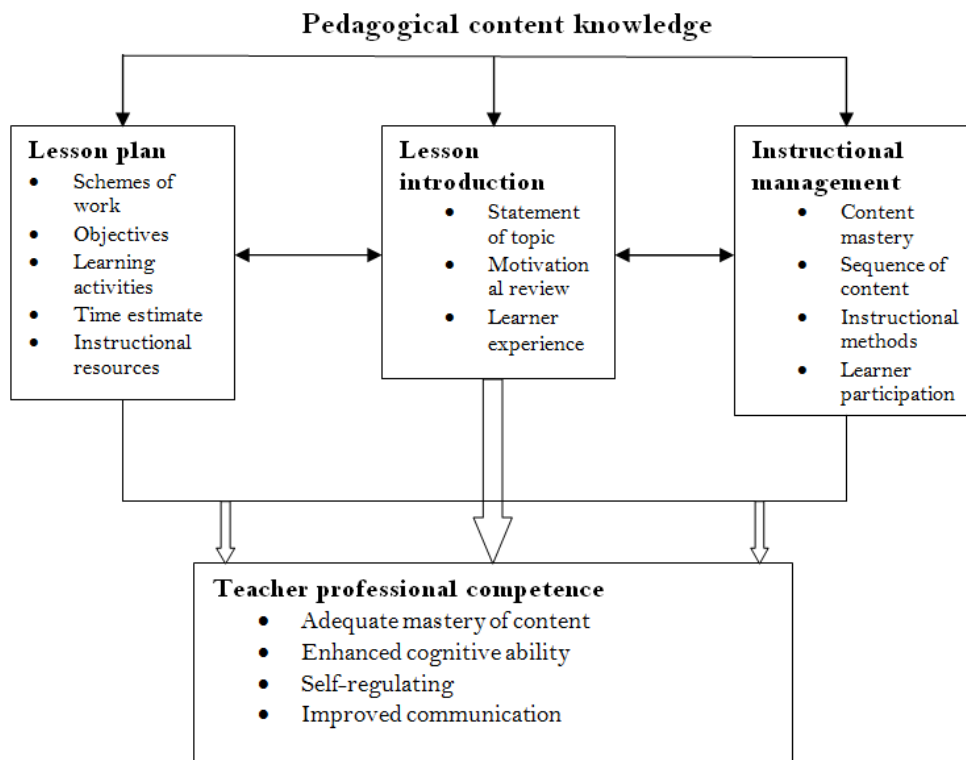 Pedagogical content knowledge
Lesson plan
• Schemes of
work
• Objectives
• Learning
activities
• Time estimate
• Instructional
resources
Lesson
introduction
• Statement
of topic
• Motivation
al review
• Learner
experience
Instructional
management
• Content
mastery
• Sequence of
content
• Instructional
methods
• Learner
participation
Teacher professional competence
• Adequate mastery of content
• Enhanced cognitive ability
• Self-regulating
• Improved communication